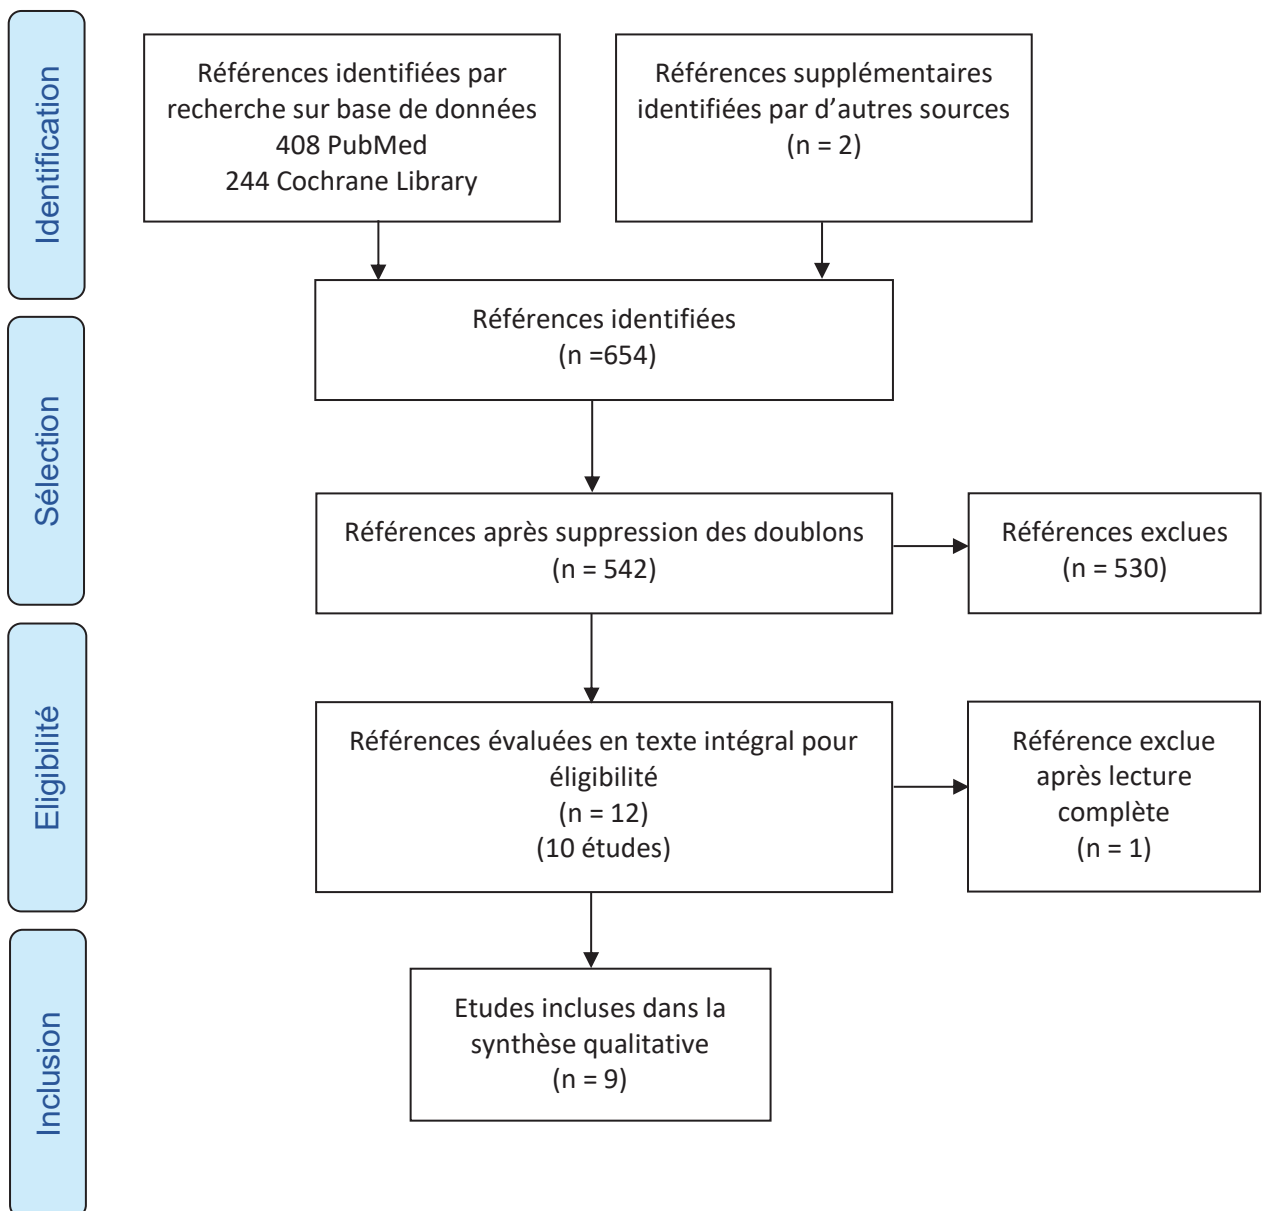 Identification
Références identifiées par
recherche sur base de données
408 PubMed
244 Cochrane Library
Références supplémentaires
identifiées par d’autres sources
(n = 2)
Références identifiées
(n =654)
Sélection
Références après suppression des doublons
(n = 542)
Références exclues
(n = 530)
Eligibilité
Références évaluées en texte intégral pour
éligibilité
(n = 12)
(10 études)
Référence exclue
après lecture
complète
(n = 1)
Inclusion
Etudes incluses dans la
synthèse qualitative
(n = 9)